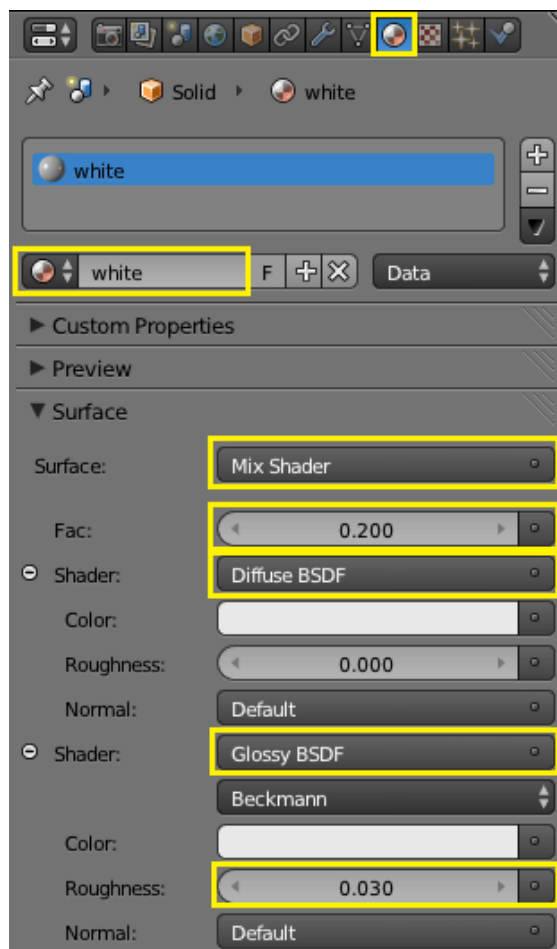 Solid white
white
white F Data
Custom Properties
Preview
Surface
Surface: Mix Shader
Fac: 0.200
Shader: Diffuse BSDF
Color:
Roughness: 0.000
Normal: Default
Shader: Glossy BSDF
Beckmann
Color:
Roughness: 0.030
Normal: Default